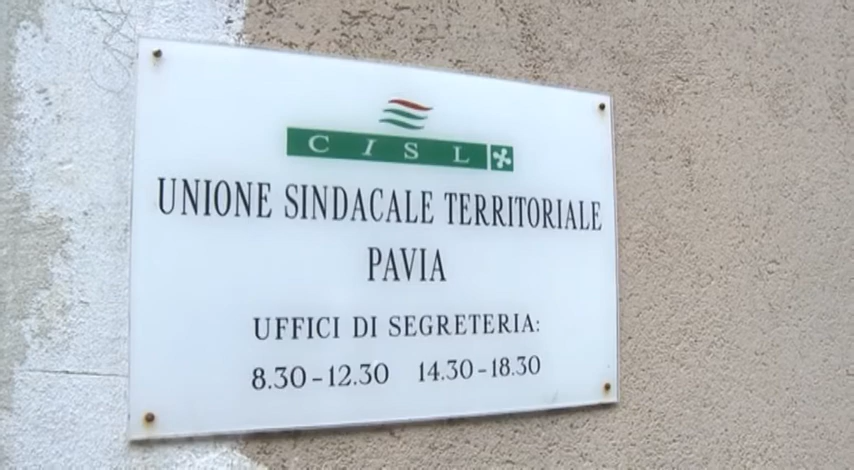 CISL
UNIONE SINDACALE TERRITORIALE
PAVIA
UFFICI DI SEGRETERIA:
8.30-12.30 14.30-18.30